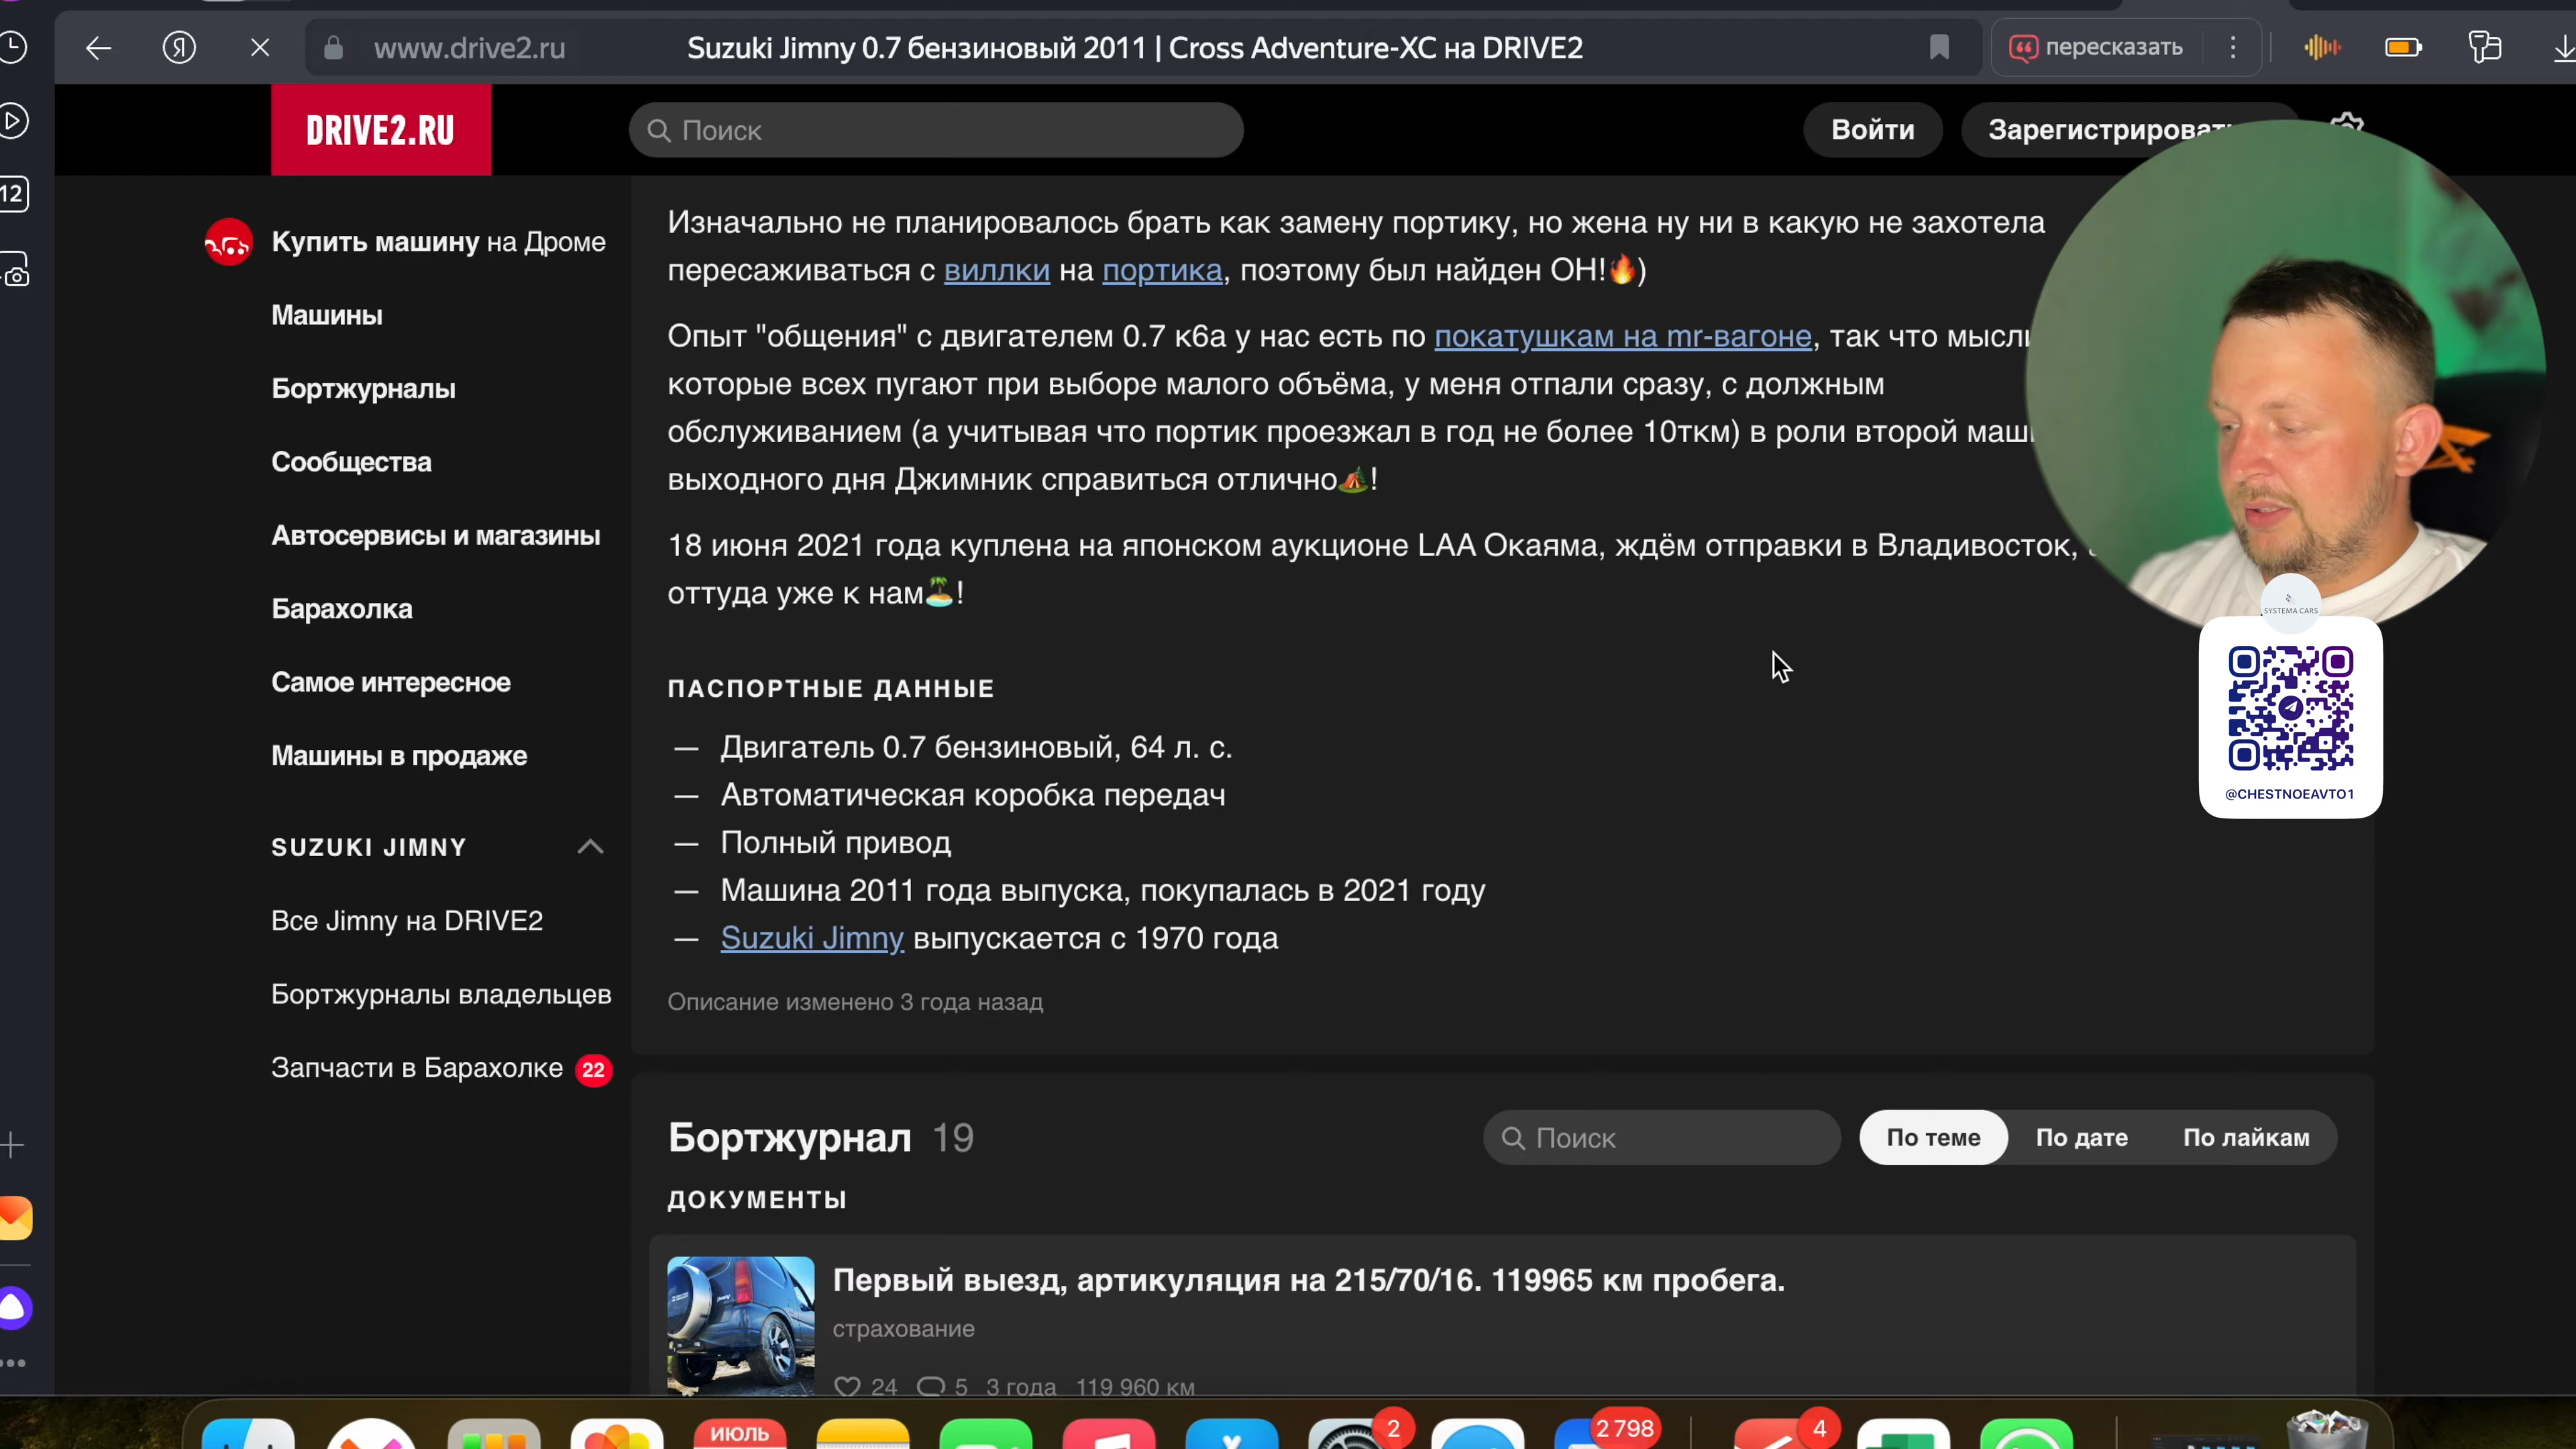 www.drive2.ru
Suzuki Jimny 0.7 бензиновый 2011 | Cross Adventure-XC на DRIVE2
пересказать
12
DRIVE2.RU
Поиск
Войти
Купить машину на Дроме
Машины
Бортжурналы
Сообщества
Автосервисы и магазины
Барахолка
Самое интересное
Машины в продаже
SUZUKI JIMNY
Все Jimny на DRIVE2
Бортжурналы владельцев
Запчасти в Барахолке 22
Изначально не планировалось брать как замену портику, но жена ну ни в какую не захотела
пересаживаться с виллки на портика, поэтому был найден ОН!🔥)
Опыт "общения" с двигателем 0.7 к6а у нас есть по покатушкам на mr-вагоне, так что
которые всех пугают при выборе малого объёма, у меня отпали сразу, с должным
обслуживанием (а учитывая что портик проезжал в год не более 10ткм) в роли второй
выходного дня Джимник справиться отлично🏕!
18 июня 2021 года куплена на японском аукционе LAA Окаяма, ждём отправки в Владивосток,
оттуда уже к нам🏝!
ПАСПОРТНЫЕ ДАННЫЕ
— Двигатель 0.7 бензиновый, 64 л. с.
— Автоматическая коробка передач
— Полный привод
— Машина 2011 года выпуска, покупалась в 2021 году
— Suzuki Jimny выпускается с 1970 года
Описание изменено 3 года назад
Бортжурнал 19
Поиск
По теме
По дате
По лайкам
ДОКУМЕНТЫ
Первый выезд, артикуляция на 215/70/16. 119965 км пробега.
страхование
24 5 3 года 119 960 км
SYSTEMA CARS
@CHESTNOEAVTO1
ИЮЛЬ
2
2 798
4